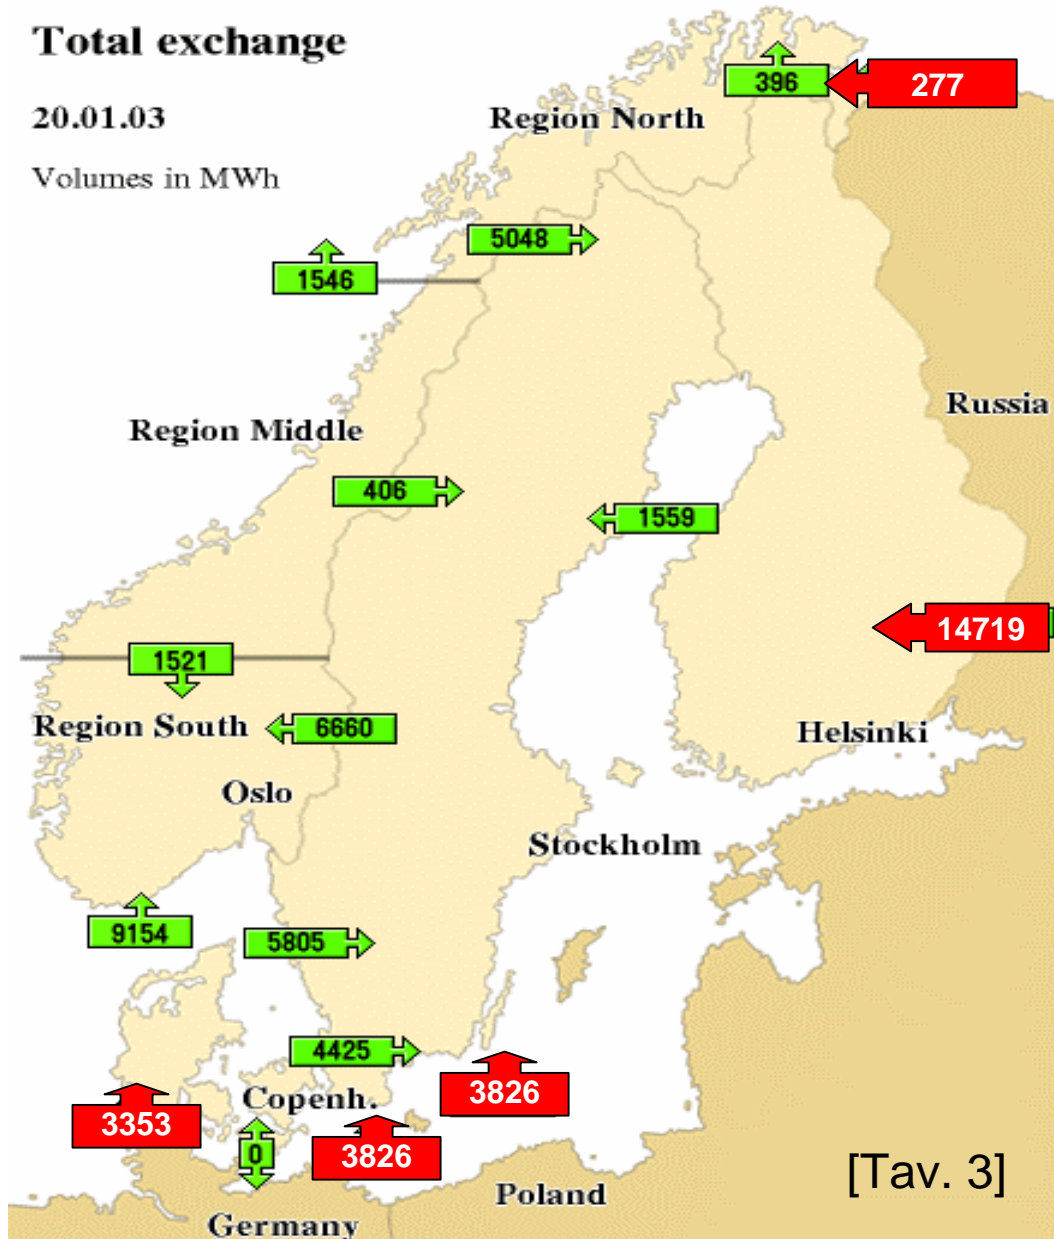 Total exchange
20.01.03
Volumes in MWh
396
277
Region North
5048
1546
Russia
Region Middle
406
1559
14719
1521
Region South
6660
Helsinki
Oslo
Stockholm
9154
5805
4425
3826
Copenh.
3353
0
3826
[Tav. 3]
Poland
Germany